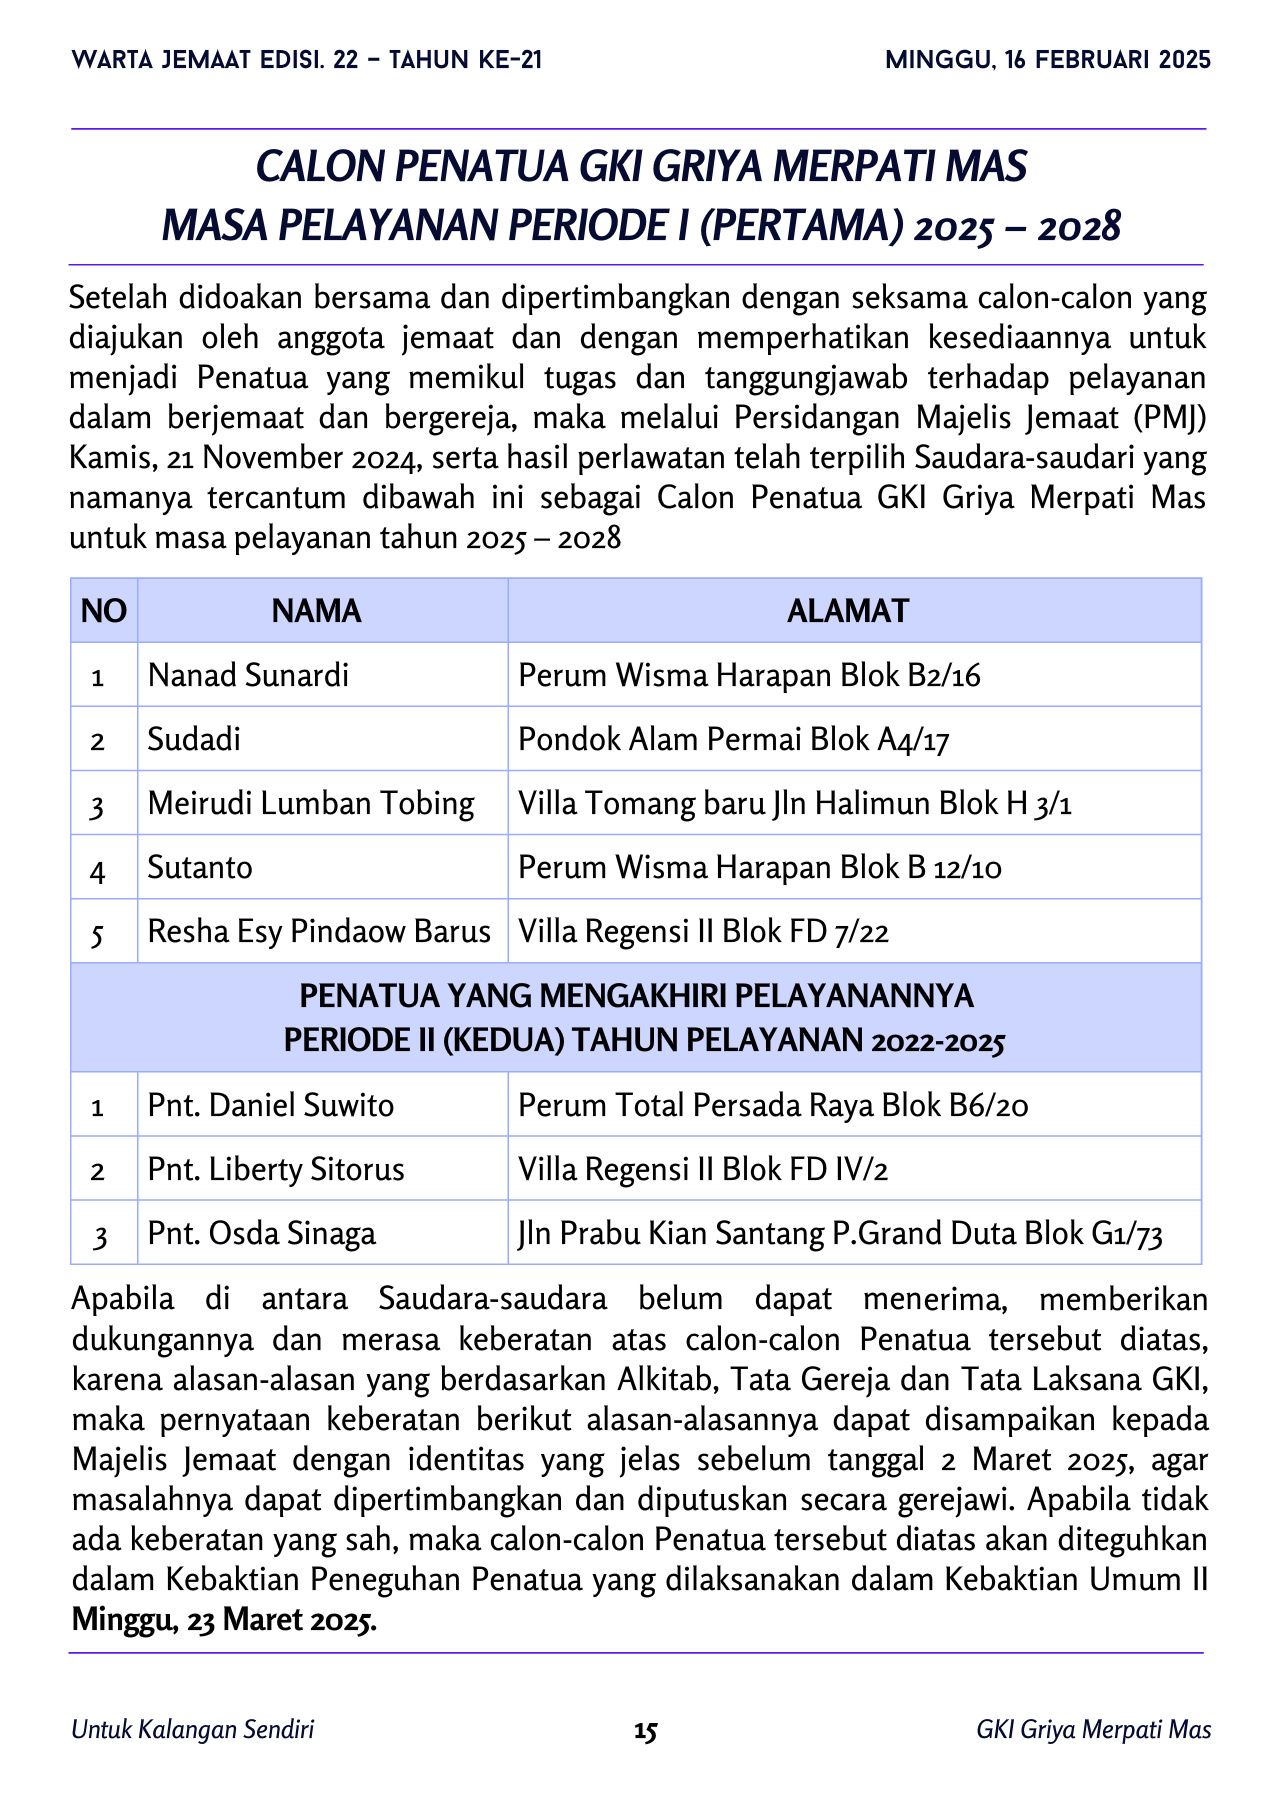 WARTA JEMAAT EDISI. 22 – TAHUN KE-21 MINGGU, 16 FEBRUARI 2025
CALON PENATUA GKI GRIYA MERPATI MAS
MASA PELAYANAN PERIODE I (PERTAMA) 2025 – 2028
Setelah didoakan bersama dan dipertimbangkan dengan seksama calon-calon yang
diajukan oleh anggota jemaat dan dengan memperhatikan kesediaannya untuk
menjadi Penatua yang memikul tugas dan tanggungjawab terhadap pelayanan
dalam berjemaat dan bergereja, maka melalui Persidangan Majelis Jemaat (PMJ)
Kamis, 21 November 2024, serta hasil perlawatan telah terpilih Saudara-saudari yang
namanya tercantum dibawah ini sebagai Calon Penatua GKI Griya Merpati Mas
untuk masa pelayanan tahun 2025 – 2028
NO NAMA ALAMAT
1 Nanad Sunardi Perum Wisma Harapan Blok B2/16
2 Sudadi Pondok Alam Permai Blok A4/17
3 Meirudi Lumban Tobing Villa Tomang baru Jln Halimun Blok H 3/1
4 Sutanto Perum Wisma Harapan Blok B 12/10
5 Resha Esy Pindaow Barus Villa Regensi II Blok FD 7/22
PENATUA YANG MENGAKHIRI PELAYANANNYA
PERIODE II (KEDUA) TAHUN PELAYANAN 2022-2025
1 Pnt. Daniel Suwito Perum Total Persada Raya Blok B6/20
2 Pnt. Liberty Sitorus Villa Regensi II Blok FD IV/2
3 Pnt. Osda Sinaga Jln Prabu Kian Santang P.Grand Duta Blok G1/73
Apabila di antara Saudara-saudara belum dapat menerima, memberikan
dukungannya dan merasa keberatan atas calon-calon Penatua tersebut diatas,
karena alasan-alasan yang berdasarkan Alkitab, Tata Gereja dan Tata Laksana GKI,
maka pernyataan keberatan berikut alasan-alasannya dapat disampaikan kepada
Majelis Jemaat dengan identitas yang jelas sebelum tanggal 2 Maret 2025, agar
masalahnya dapat dipertimbangkan dan diputuskan secara gerejawi. Apabila tidak
ada keberatan yang sah, maka calon-calon Penatua tersebut diatas akan diteguhkan
dalam Kebaktian Peneguhan Penatua yang dilaksanakan dalam Kebaktian Umum II
Minggu, 23 Maret 2025.
Untuk Kalangan Sendiri 15 GKI Griya Merpati Mas